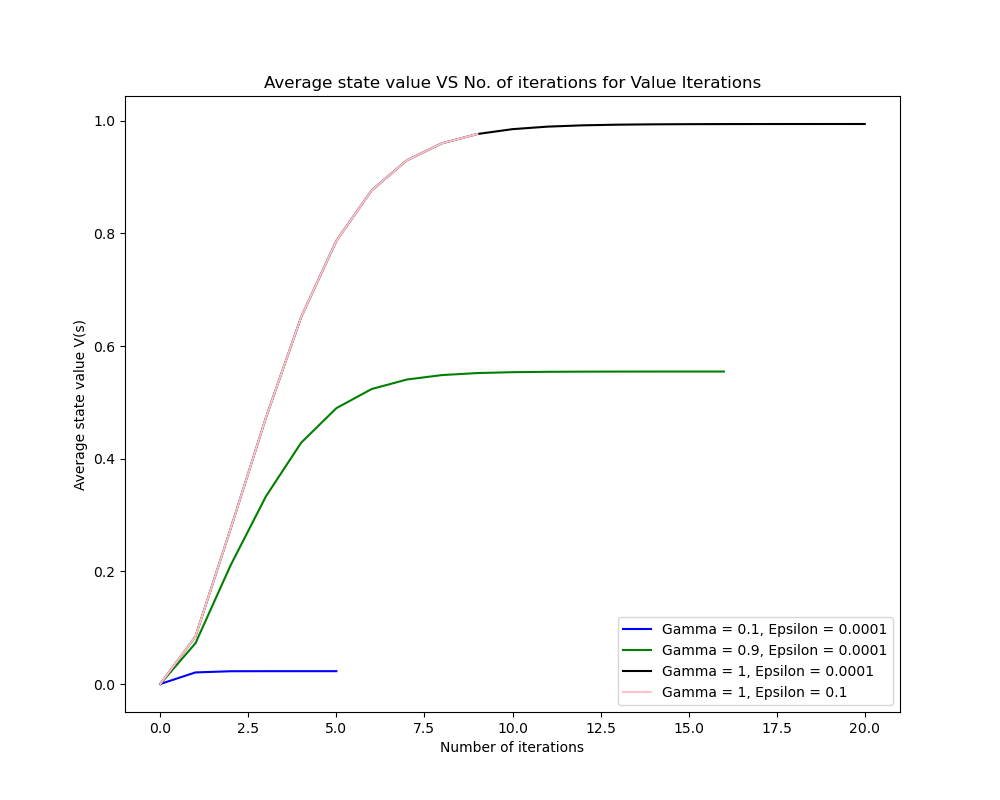 Average state value VS No. of iterations for Value Iterations
1.0
0.8
0.6
0.4
0.2
0.0
Average state value V(s)
0.0 2.5 5.0 7.5 10.0 12.5 15.0 17.5 20.0
Number of iterations
Gamma = 0.1, Epsilon = 0.0001
Gamma = 0.9, Epsilon = 0.0001
Gamma = 1, Epsilon = 0.0001
Gamma = 1, Epsilon = 0.1